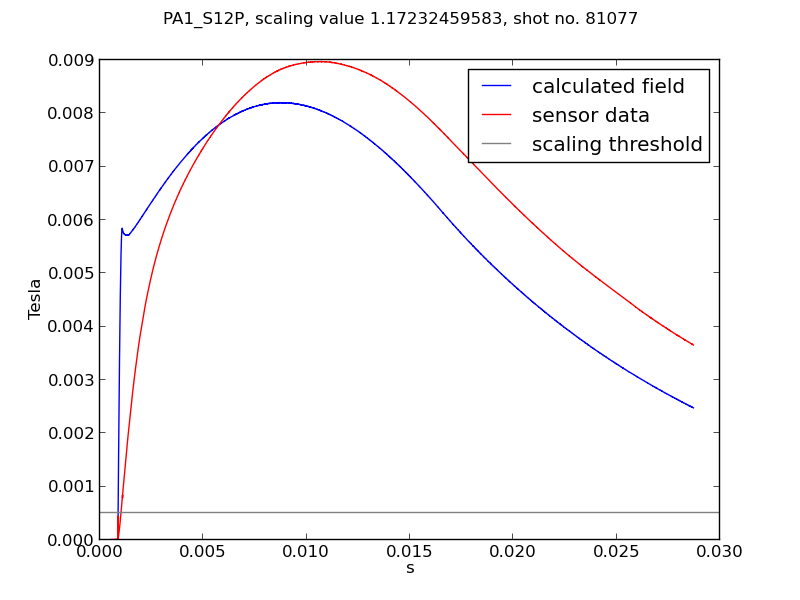 PA1_S12P, scaling value 1.17232459583, shot no. 81077
calculated field
sensor data
scaling threshold
Tesla
0.009
0.008
0.007
0.006
0.005
0.004
0.003
0.002
0.001
0.000
0.000 0.005 0.010 0.015 0.020 0.025 0.030
s